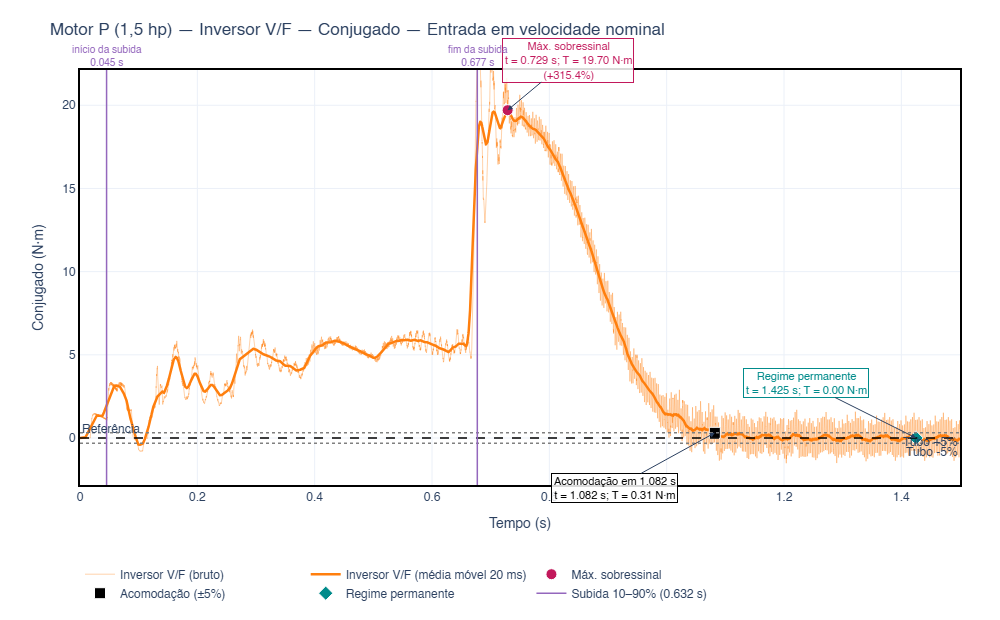 Motor P (1,5 hp) — Inversor V/F — Conjugado — Entrada em velocidade nominal
início da subida
0.045 s
fim da subida
0.677 s
Máx. sobressinal
t = 0.729 s; T = 19.70 N·m
(+315.4%)
20
15
10
5
0
Conjugado (N·m)
Referência
Regime permanente
t = 1.425 s; T = 0.00 N·m
Tubo +5%
Tubo -5%
Acomodação em 1.082 s
t = 1.082 s; T = 0.31 N·m
0
0.2
0.4
0.6
1.2
1.4
Tempo (s)
Inversor V/F (bruto)
Inversor V/F (média móvel 20 ms)
Máx. sobressinal
Acomodação (±5%)
Regime permanente
Subida 10–90% (0.632 s)